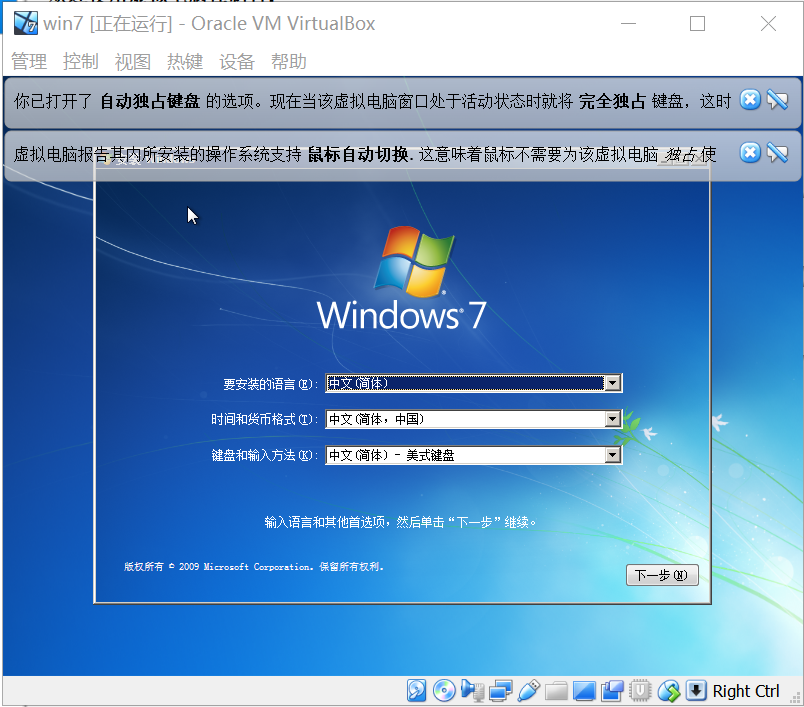 win7 [正在运行] - Oracle VM VirtualBox
管理 控制 视图 热键 设备 帮助
你已打开了 自动独占键盘 的选项。现在当该虚拟电脑窗口处于活动状态时就将 完全独占 键盘，这时
虚拟电脑报告其内所安装的操作系统支持 鼠标自动切换. 这意味着鼠标不需要为该虚拟电脑 独占使
Windows 7
要安装的语言(E): 中文(简体)
时间和货币格式(T): 中文(简体，中国)
键盘和输入方法(K): 中文(简体) - 美式键盘
输入语言和其他首选项，然后单击“下一步”继续。
版权所有 © 2009 Microsoft Corporation。保留所有权利。
下一步(N)
Right Ctrl